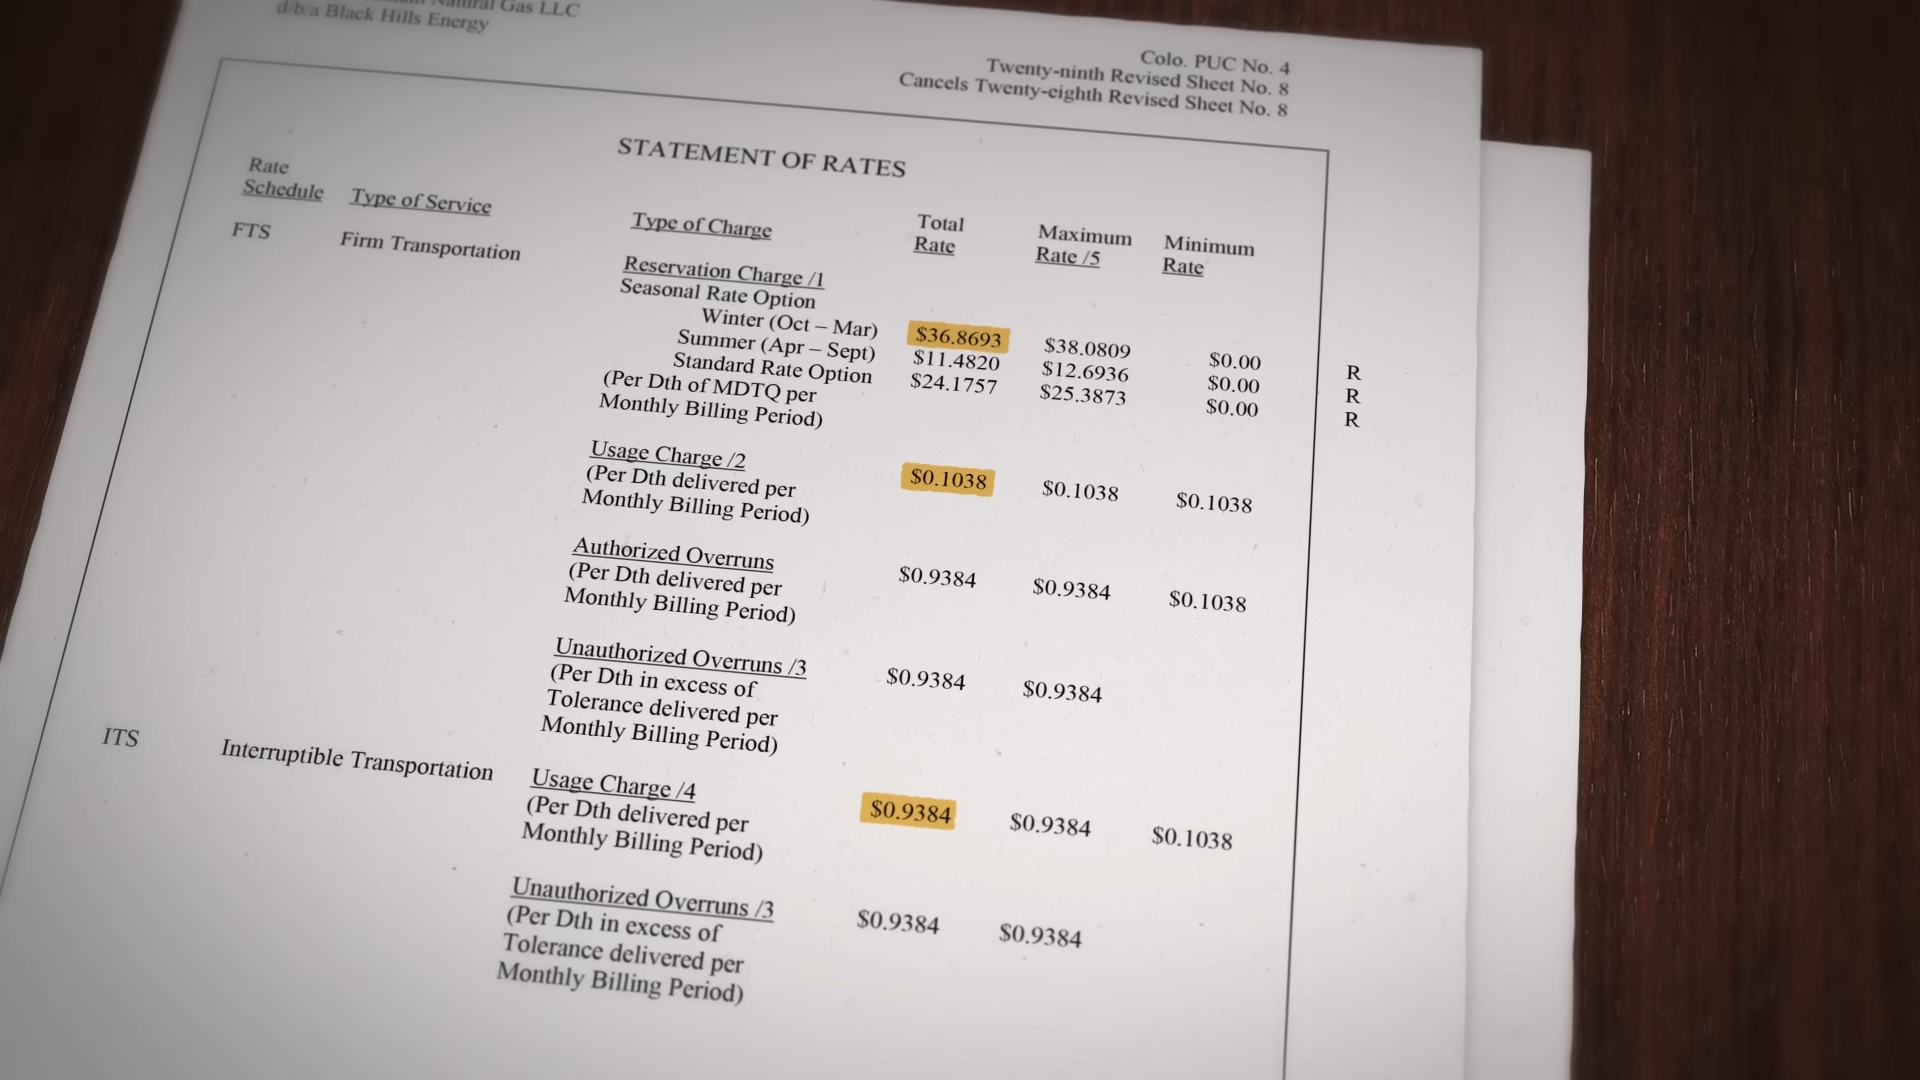 Natural Gas LLC
d/b/a Black Hills Energy
Colo. PUC No. 4
Twenty-ninth Revised Sheet No. 8
Cancels Twenty-eighth Revised Sheet No. 8
STATEMENT OF RATES
Rate Schedule Type of Service Type of Charge Total Rate Maximum Rate /5 Minimum Rate
FTS Firm Transportation
Reservation Charge /1
Seasonal Rate Option
Winter (Oct – Mar) $36.8693 $38.0809 $0.00 R
Summer (Apr – Sept) $11.4820 $12.6936 $0.00 R
Standard Rate Option $24.1757 $25.3873 $0.00 R
(Per Dth of MDTQ per
Monthly Billing Period)
Usage Charge /2
(Per Dth delivered per $0.1038 $0.1038 $0.1038
Monthly Billing Period)
Authorized Overruns
(Per Dth delivered per $0.9384 $0.9384 $0.1038
Monthly Billing Period)
Unauthorized Overruns /3
(Per Dth in excess of $0.9384 $0.9384
Tolerance delivered per
Monthly Billing Period)
ITS Interruptible Transportation Usage Charge /4
(Per Dth delivered per $0.9384 $0.9384 $0.1038
Monthly Billing Period)
Unauthorized Overruns /3
(Per Dth in excess of $0.9384 $0.9384
Tolerance delivered per
Monthly Billing Period)